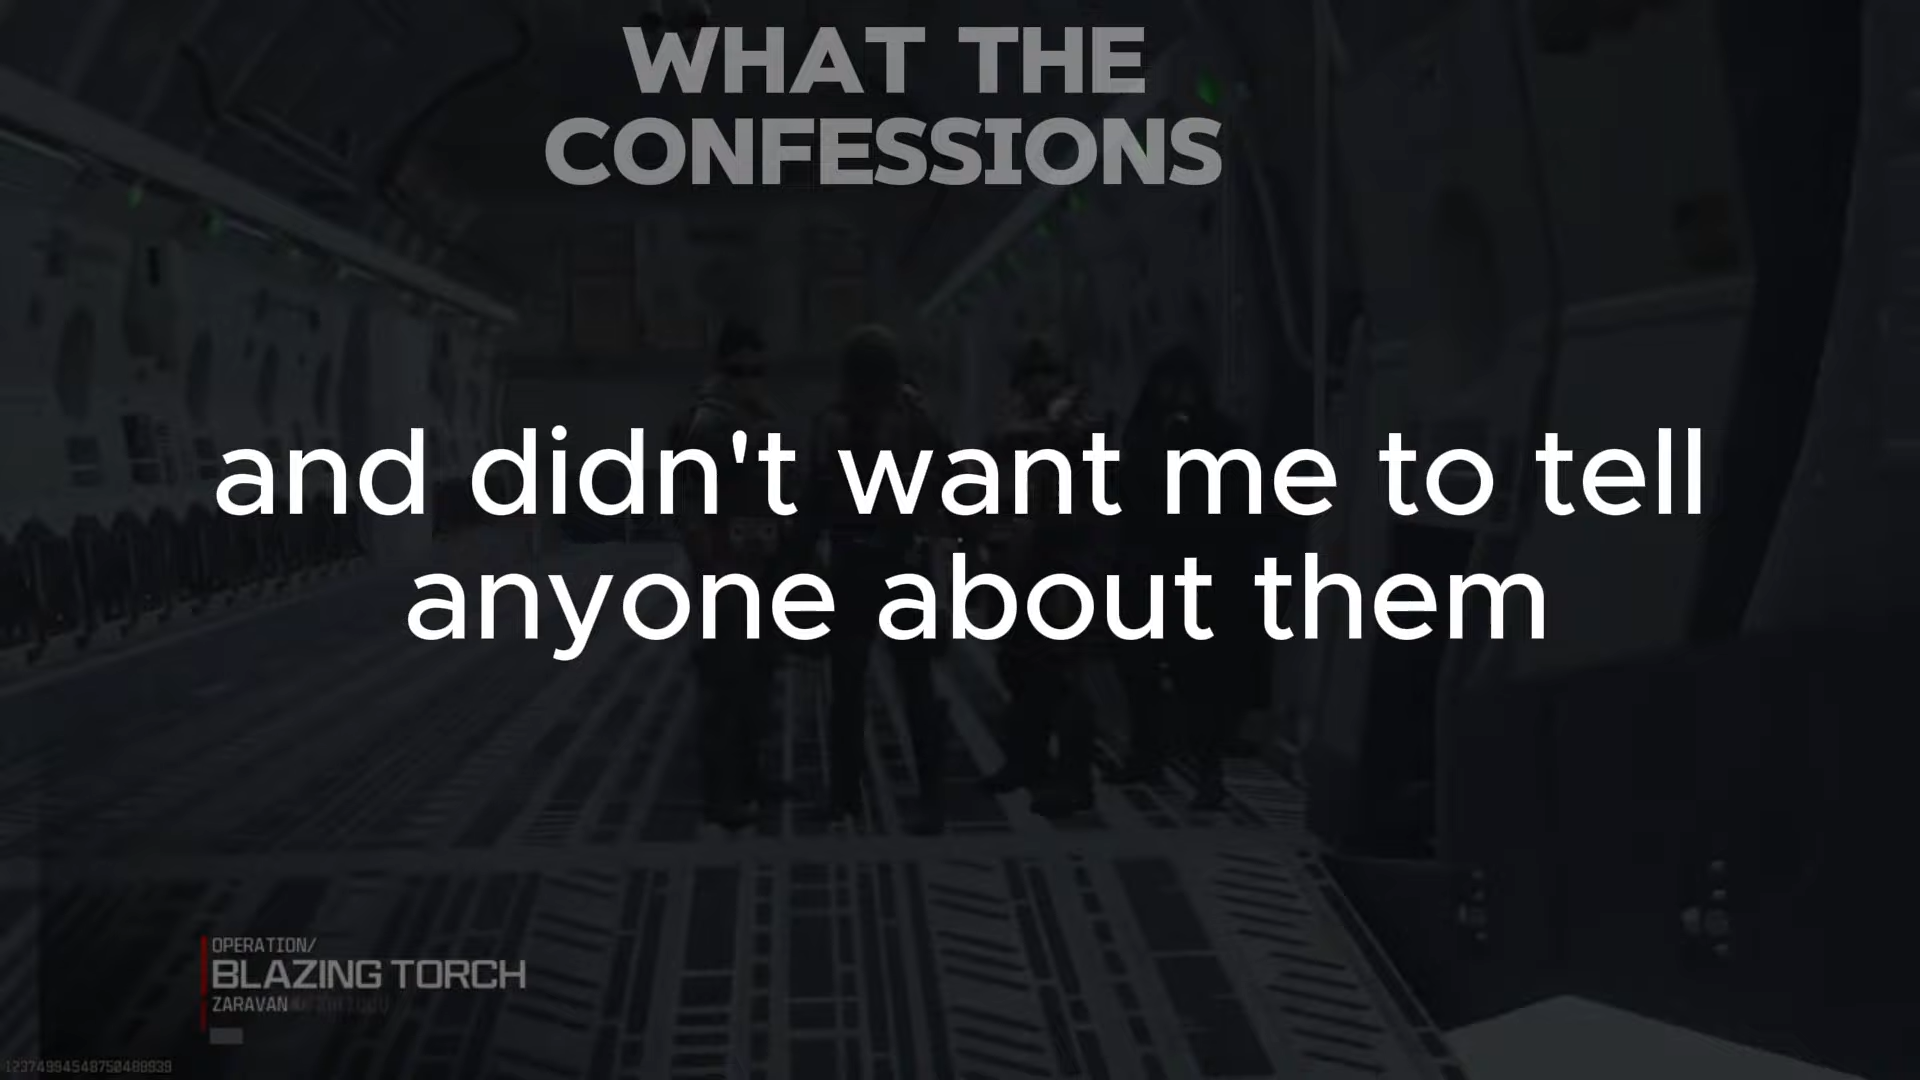 WHAT THE
CONFESSIONS
and didn't want me to tell
anyone about them
OPERATION/
BLAZING TORCH
ZARAVAN